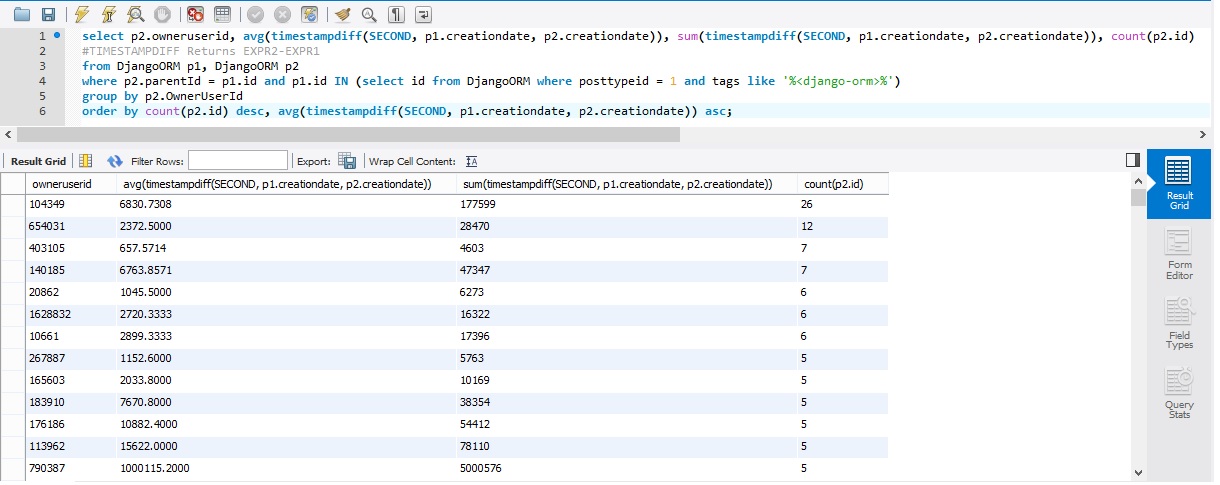 1 select p2.owneruserid, avg(timestampdiff(SECOND, p1.creationdate, p2.creationdate)), sum(timestampdiff(SECOND, p1.creationdate, p2.creationdate)), count(p2.id)
2 #TIMESTAMPDIFF Returns EXPR2-EXPR1
3 from DjangoORM p1, DjangoORM p2
4 where p2.parentId = p1.id and p1.id IN (select id from DjangoORM where posttypeid = 1 and tags like '%<django-orm>%')
5 group by p2.OwnerUserId
6 order by count(p2.id) desc, avg(timestampdiff(SECOND, p1.creationdate, p2.creationdate)) asc;
Result Grid Filter Rows: Export: Wrap Cell Content:
owneruserid avg(timestampdiff(SECOND, p1.creationdate, p2.creationdate)) sum(timestampdiff(SECOND, p1.creationdate, p2.creationdate)) count(p2.id)
104349 6830.7308 177599 26
654031 2372.5000 28470 12
403105 657.5714 4603 7
140185 6763.8571 47347 7
20862 1045.5000 6273 6
1628832 2720.3333 16322 6
10661 2899.3333 17396 6
267887 1152.6000 5763 5
165603 2033.8000 10169 5
183910 7670.8000 38354 5
176186 10882.4000 54412 5
113962 15622.0000 78110 5
790387 1000115.2000 5000576 5
Result
Grid
Form
Editor
Field
Types
Query
Stats